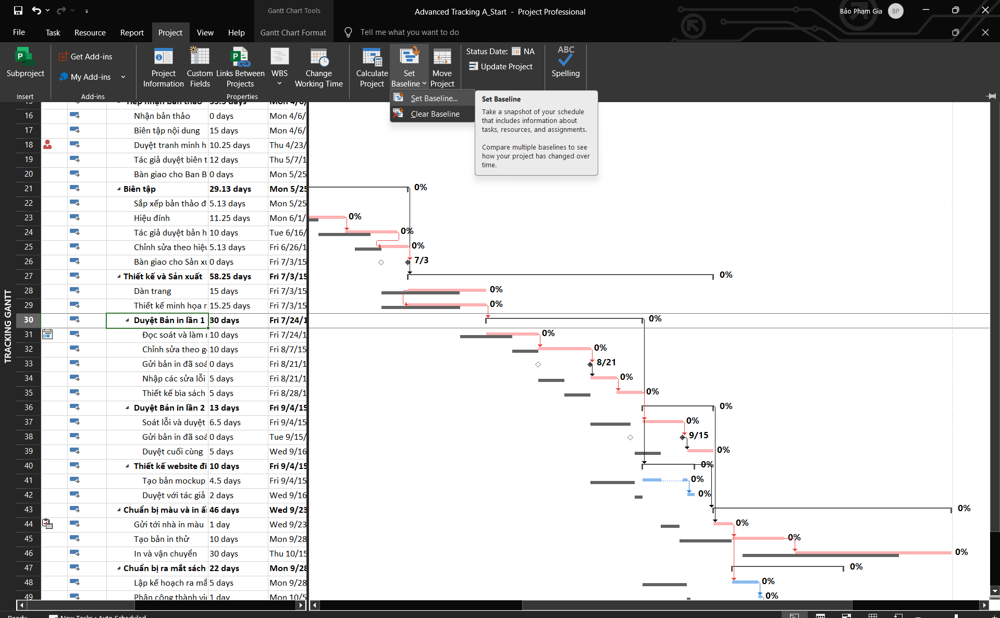 Gantt Chart Tools
Advanced Tracking A_Start - Project Professional
Bảo Phạm Gia
BP
File Task Resource Report Project View Help Gantt Chart Format Tell me what you want to do
Subproject
Insert
Get Add-ins
My Add-ins
Add-ins
Project Information
Custom Fields
Links Between Projects
WBS
Change Working Time
Properties
Calculate Project
Set Baseline
Move Project
Status Date: NA
Update Project
ABC
Spelling
Set Baseline...
Clear Baseline
Set Baseline
Take a snapshot of your schedule
that includes information about
tasks, resources, and assignments.
Compare multiple baselines to see
how your project has changed over
time.
TRACKING GANTT
16 Nhận bản thảo 0 days Mon 4/6/
17 Biên tập nội dung 15 days Mon 4/6/
18 Duyệt tranh minh h 10.25 days Thu 4/23/
19 Tác giả duyệt biên t 12 days Thu 5/7/1
20 Bàn giao cho Ban B 0 days Mon 5/25
21 Biên tập 29.13 days Mon 5/25 0%
22 Sắp xếp bản thảo đ 5.13 days Mon 5/25
23 Hiệu đính 11.25 days Mon 6/1/ 0%
24 Tác giả duyệt bản h 10 days Tue 6/16/ 0%
25 Chỉnh sửa theo hiệu 5.13 days Fri 6/26/1 0%
26 Bàn giao cho Sản xu 0 days Fri 7/3/15 7/3
27 Thiết kế và Sản xuất 58.25 days Fri 7/3/15 0%
28 Dàn trang 15 days Fri 7/3/15 0%
29 Thiết kế minh họa r 15.25 days Fri 7/3/15 0%
30 Duyệt Bản in lần 1 30 days Fri 7/24/1 0%
31 Đọc soát và làm 10 days Fri 7/24/1 0%
32 Chỉnh sửa theo gó 10 days Fri 8/7/15 0%
33 Gửi bản in đã soá 0 days Fri 8/21/1 8/21
34 Nhập các sửa lỗi 5 days Fri 8/21/1 0%
35 Thiết kế bìa sách 5 days Fri 8/28/1 0%
36 Duyệt Bản in lần 2 13 days Fri 9/4/15 0%
37 Soát lỗi và duyệt 6.5 days Fri 9/4/15 0%
38 Gửi bản in đã soá 0 days Tue 9/15/ 9/15
39 Duyệt cuối cùng 5 days Wed 9/16 0%
40 Thiết kế website đi 10 days Fri 9/4/15 0%
41 Tạo bản mockup 4.5 days Fri 9/4/15 0%
42 Duyệt với tác giả 2 days Wed 9/16 0%
43 Chuẩn bị màu và in ấ 46 days Wed 9/23 0%
44 Gửi tới nhà in màu 1 day Wed 9/23 0%
45 Tạo bản in thử 10 days Mon 9/28 0%
46 In và vận chuyển 30 days Thu 10/15 0%
47 Chuẩn bị ra mắt sách 22 days Mon 9/28 0%
48 Lập kế hoạch ra mắ 5 days Mon 9/28 0%
49 Phân công thành viê 1 day Mon 10/5 0%